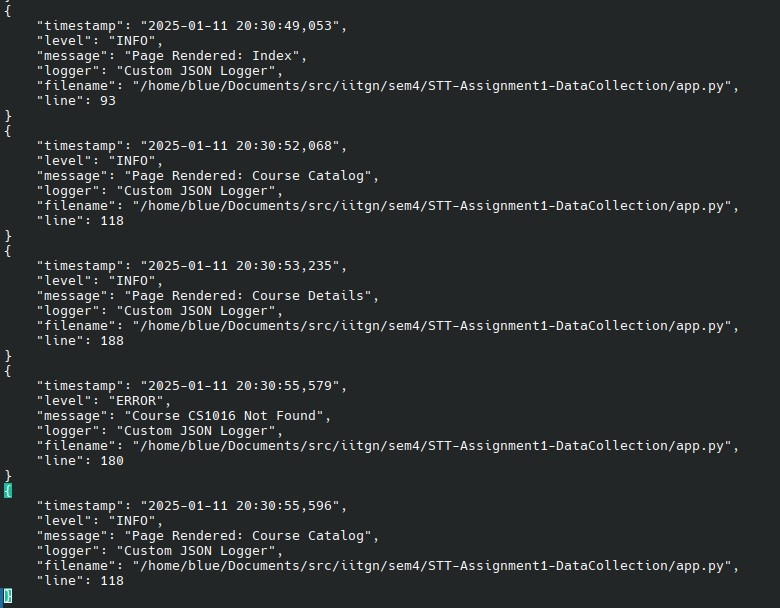 {
"timestamp": "2025-01-11 20:30:49,053",
"level": "INFO",
"message": "Page Rendered: Index",
"logger": "Custom JSON Logger",
"filename": "/home/blue/Documents/src/iitgn/sem4/STT-Assignment1-DataCollection/app.py",
"line": 93
}
{
"timestamp": "2025-01-11 20:30:52,068",
"level": "INFO",
"message": "Page Rendered: Course Catalog",
"logger": "Custom JSON Logger",
"filename": "/home/blue/Documents/src/iitgn/sem4/STT-Assignment1-DataCollection/app.py",
"line": 118
}
{
"timestamp": "2025-01-11 20:30:53,235",
"level": "INFO",
"message": "Page Rendered: Course Details",
"logger": "Custom JSON Logger",
"filename": "/home/blue/Documents/src/iitgn/sem4/STT-Assignment1-DataCollection/app.py",
"line": 188
}
{
"timestamp": "2025-01-11 20:30:55,579",
"level": "ERROR",
"message": "Course CS1016 Not Found",
"logger": "Custom JSON Logger",
"filename": "/home/blue/Documents/src/iitgn/sem4/STT-Assignment1-DataCollection/app.py",
"line": 180
}
{
"timestamp": "2025-01-11 20:30:55,596",
"level": "INFO",
"message": "Page Rendered: Course Catalog",
"logger": "Custom JSON Logger",
"filename": "/home/blue/Documents/src/iitgn/sem4/STT-Assignment1-DataCollection/app.py",
"line": 118
}